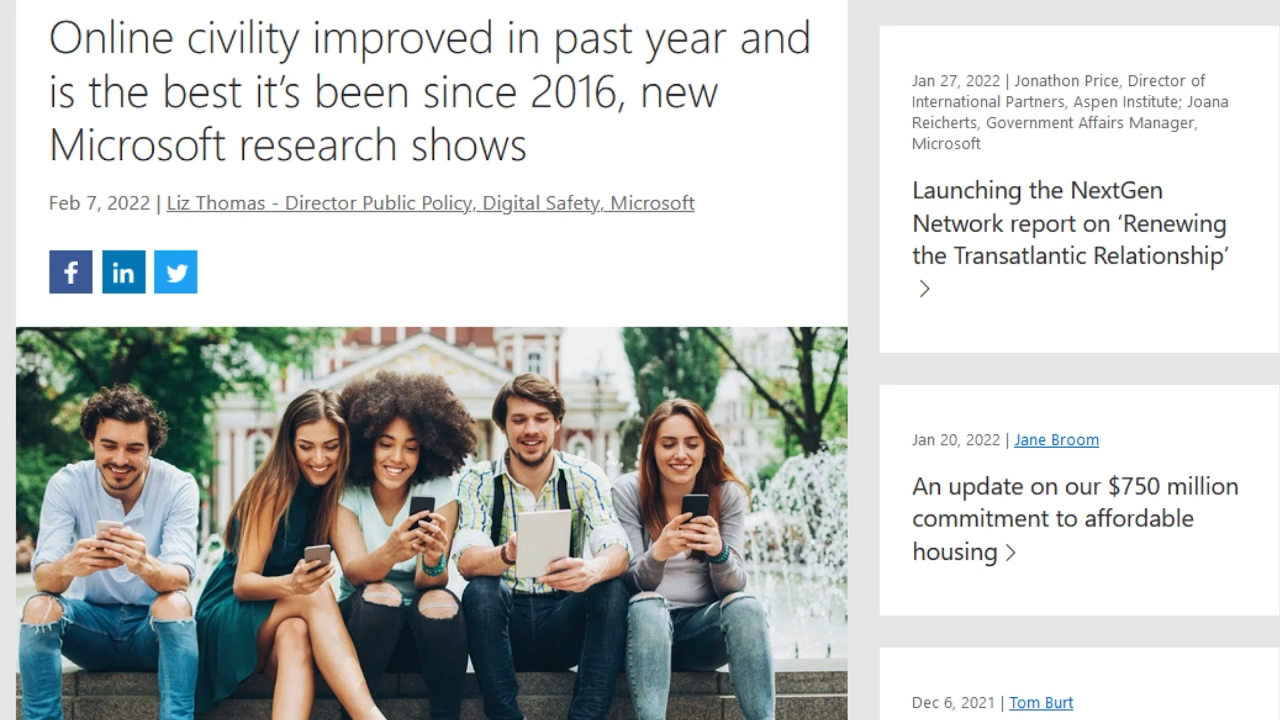 Online civility improved in past year and
is the best it’s been since 2016, new
Microsoft research shows
Feb 7, 2022 | Liz Thomas - Director Public Policy, Digital Safety, Microsoft
f in
Jan 27, 2022 | Jonathon Price, Director of
International Partners, Aspen Institute; Joana
Reicherts, Government Affairs Manager,
Microsoft
Launching the NextGen
Network report on ‘Renewing
the Transatlantic Relationship’
Jan 20, 2022 | Jane Broom
An update on our $750 million
commitment to affordable
housing
Dec 6, 2021 | Tom Burt